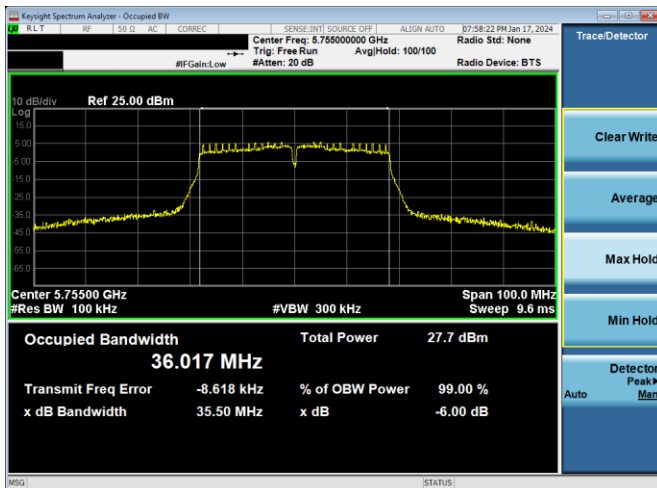 Keysight Spectrum Analyzer - Occupied BW
R L T RF 50 Ω AC CORREC SENSE:INT SOURCE OFF ALIGN AUTO 07:58:22 PM Jan 17, 2024
Center Freq: 5.755000000 GHz Radio Std: None
Trig: Free Run Avg|Hold: 100/100
#IFGain:Low #Atten: 20 dB Radio Device: BTS
Trace/Detector
10 dB/div Ref 25.00 dBm
Log
15.0
5.00
-5.00
-15.0
-25.0
-35.0
-45.0
-55.0
-65.0
Center 5.75500 GHz Span 100.0 MHz
#Res BW 100 kHz #VBW 300 kHz Sweep 9.6 ms
Occupied Bandwidth Total Power 27.7 dBm
36.017 MHz
Transmit Freq Error -8.618 kHz % of OBW Power 99.00 %
x dB Bandwidth 35.50 MHz x dB -6.00 dB
Clear Write
Average
Max Hold
Min Hold
Detector
Peak▶
Auto Man
MSG STATUS